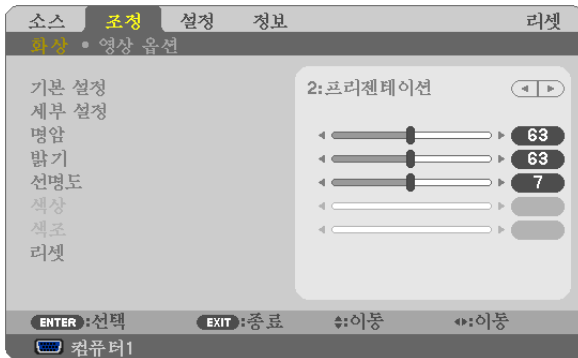 소스 조정 설정 정보 리셋
화상 • 영상 옵션
기본 설정 2:프리젠테이션
세부 설정
명암 63
밝기 63
선명도 7
색상
색조
리셋
ENTER :선택 EXIT :종료 :이동 :이동
컴퓨터1